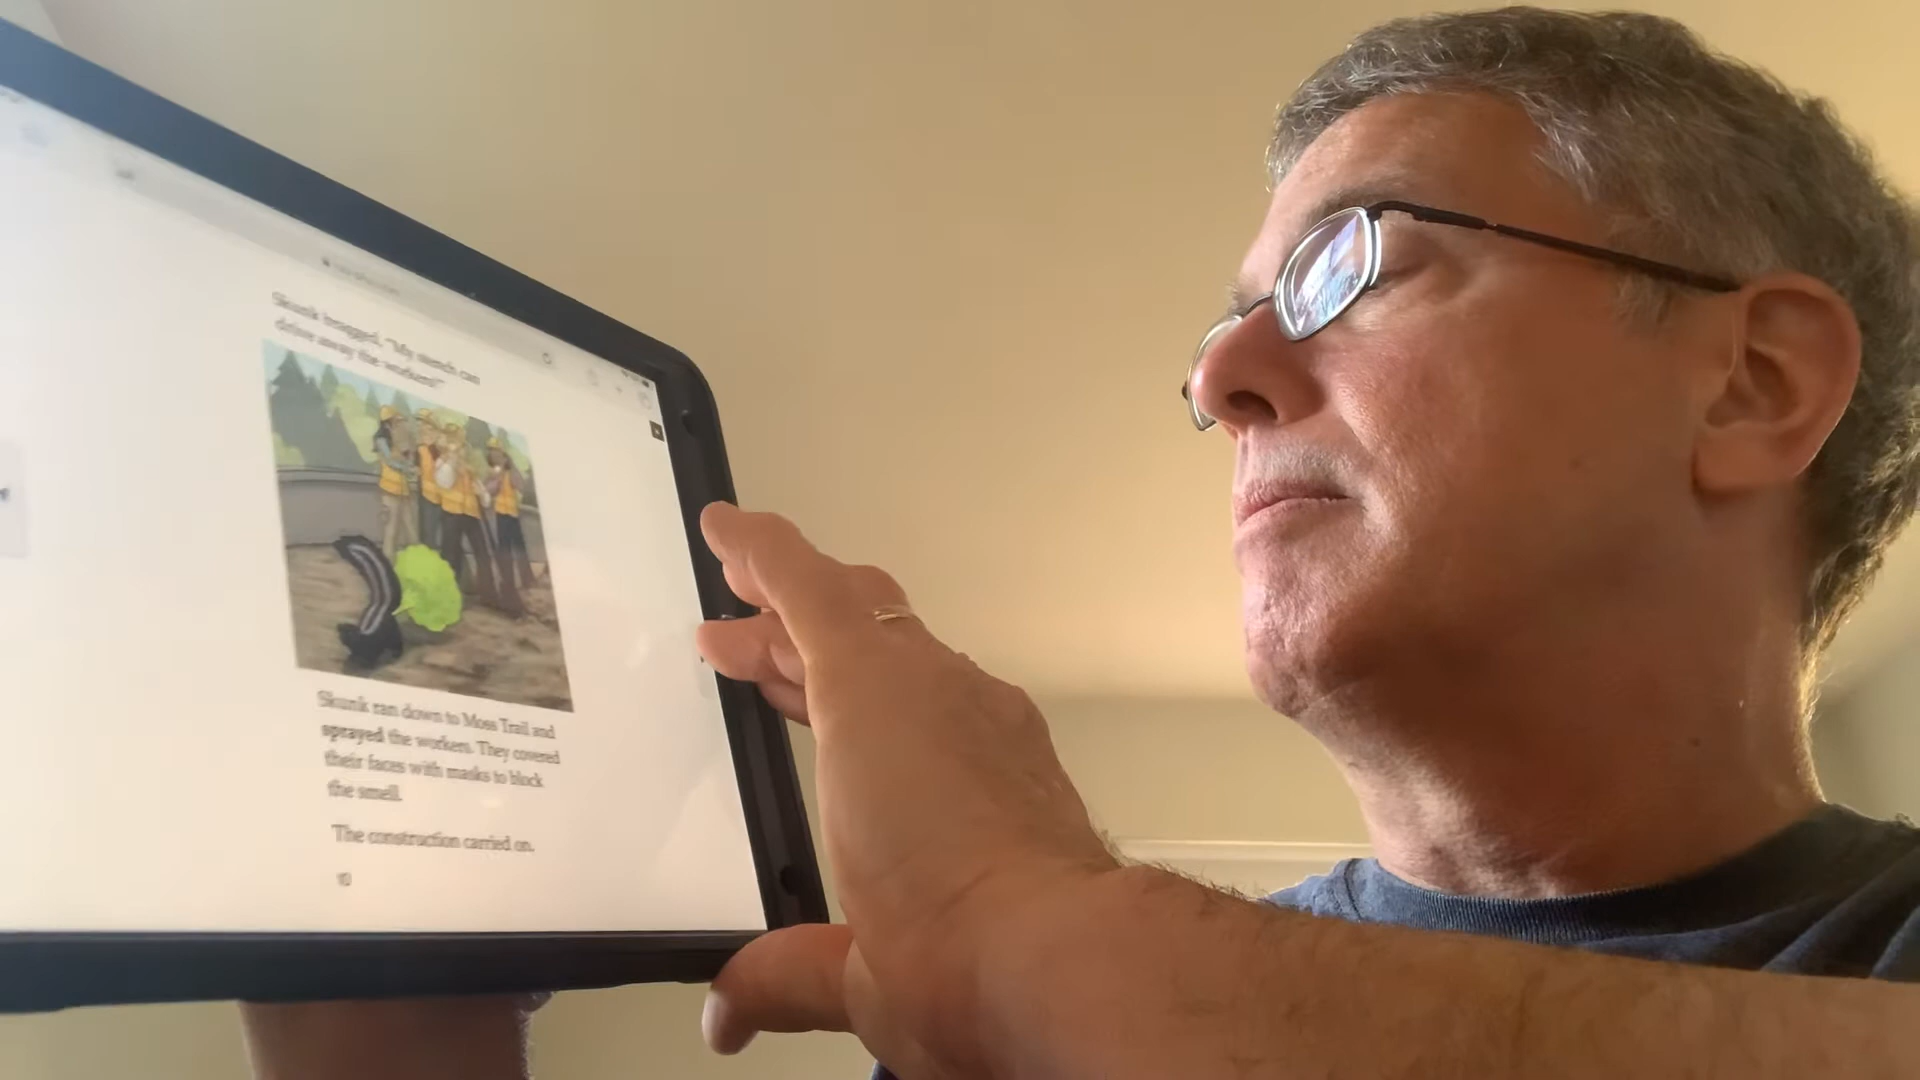 Skunk bragged, "My stench can
drive away the workers!"
Skunk ran down to Moss Trail and
sprayed the workers. They covered
their faces with masks to block
the smell.
The construction carried on.
10